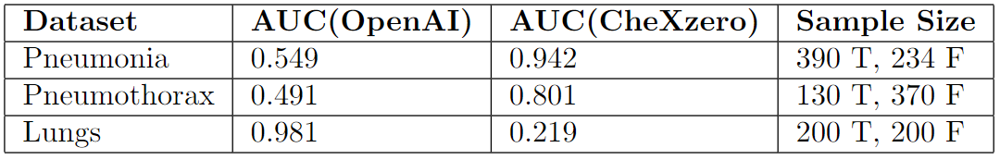 Dataset AUC(OpenAI) AUC(CheXzero) Sample Size
Pneumonia 0.549 0.942 390 T, 234 F
Pneumothorax 0.491 0.801 130 T, 370 F
Lungs 0.981 0.219 200 T, 200 F